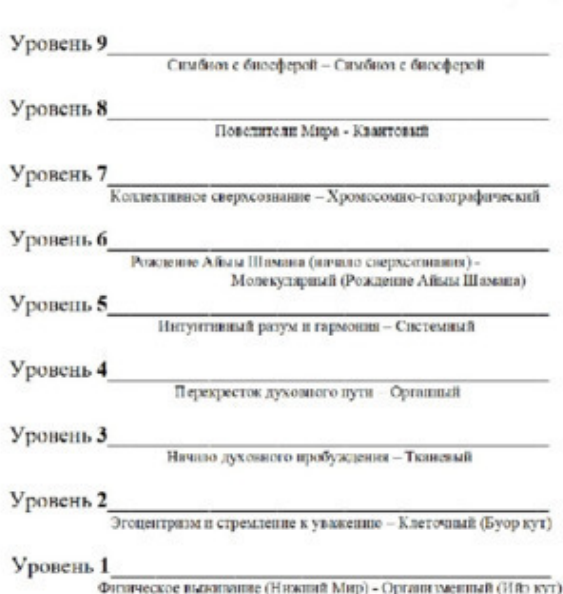 Уровень 9
Симбиоз с биосферой – Симбиоз с биосферой
Уровень 8
Повелители Мира - Квантовый
Уровень 7
Коллективное сверхсознание – Хромосомно-голографический
Уровень 6
Рождение Айыы Шамана (начало сверхсознания) -
Молекулярный (Рождение Айыы Шамана)
Уровень 5
Интуитивный разум и гармония – Системный
Уровень 4
Перекресток духовного пути – Органный
Уровень 3
Начало духовного пробуждения – Тканевый
Уровень 2
Эгоцентризм и стремление к уважению – Клеточный (Буор кут)
Уровень 1
Физическое выживание (Нижний Мир) - Организменный (Ийэ кут)